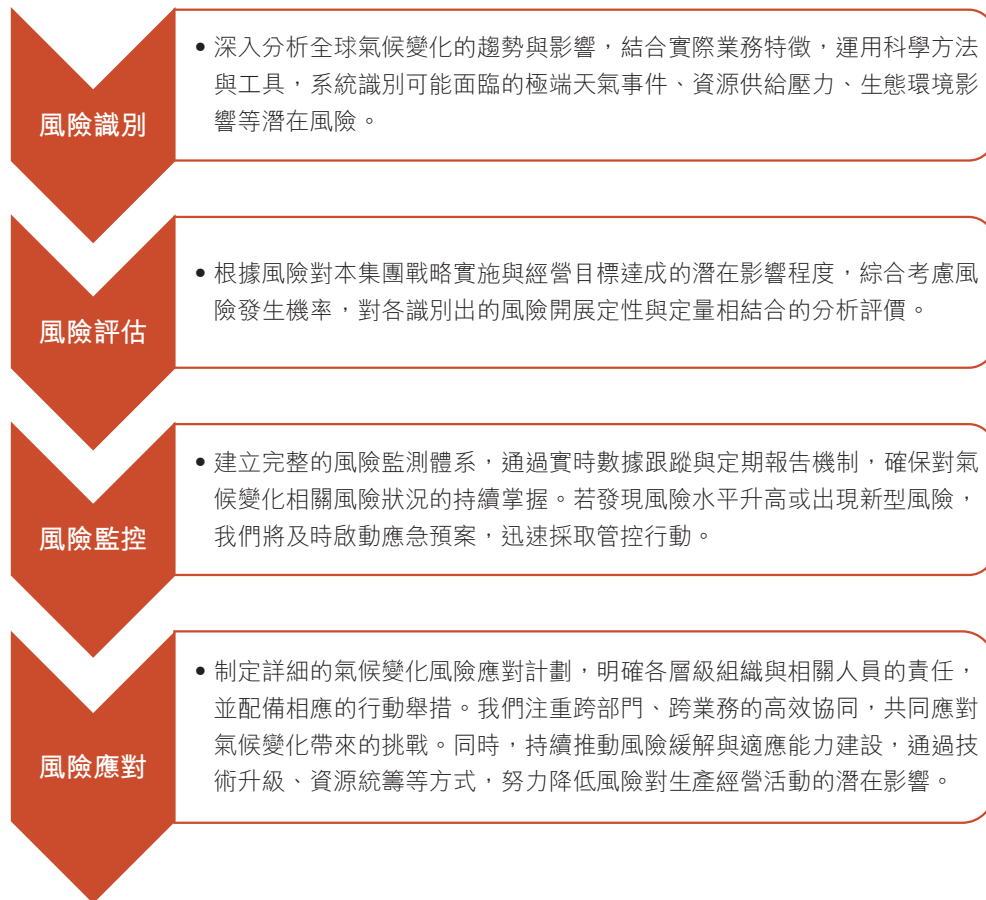 風險識別
• 深入分析全球氣候變化的趨勢與影響，結合實際業務特徵，運用科學方法
與工具，系統識別可能面臨的極端天氣事件、資源供給壓力、生態環境影
響等潛在風險。
風險評估
• 根據風險對本集團戰略實施與經營目標達成的潛在影響程度，綜合考慮風
險發生機率，對各識別出的風險開展定性與定量相結合的分析評價。
風險監控
• 建立完整的風險監測體系，通過實時數據跟蹤與定期報告機制，確保對氣
候變化相關風險狀況的持續掌握。若發現風險水平升高或出現新型風險，
我們將及時啟動應急預案，迅速採取管控行動。
風險應對
• 制定詳細的氣候變化風險應對計劃，明確各層級組織與相關人員的責任，
並配備相應的行動舉措。我們注重跨部門、跨業務的高效協同，共同應對
氣候變化帶來的挑戰。同時，持續推動風險緩解與適應能力建設，通過技
術升級、資源統籌等方式，努力降低風險對生產經營活動的潛在影響。